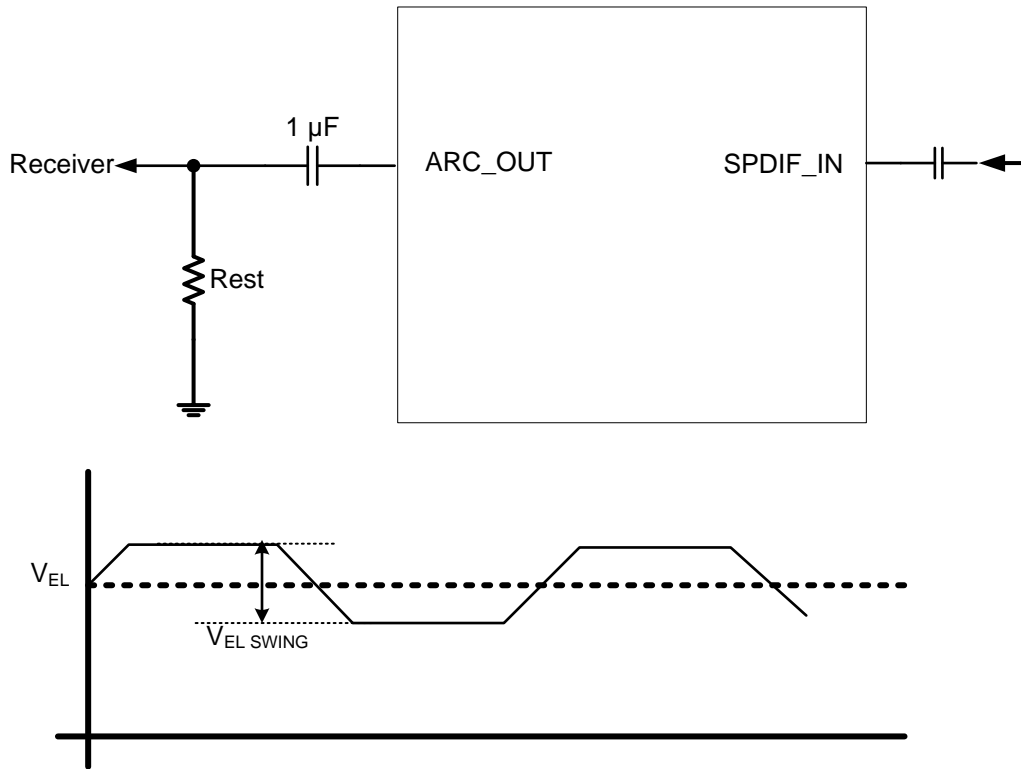 1 µF
Receiver
ARC_OUT
SPDIF_IN
Rest
VEL
VEL SWING